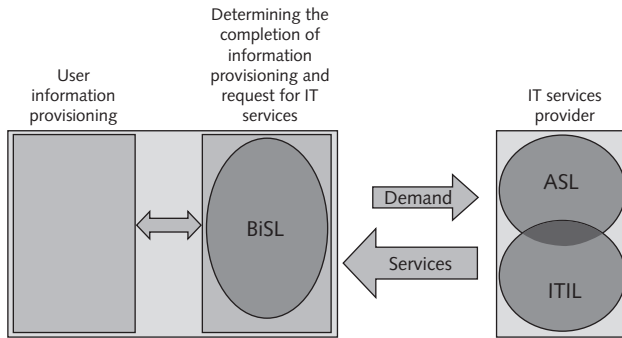 User
information
provisioning
Determining the
completion of
information
provisioning and
request for IT
services
IT services
provider
BiSL
Demand
Services
ASL
ITIL